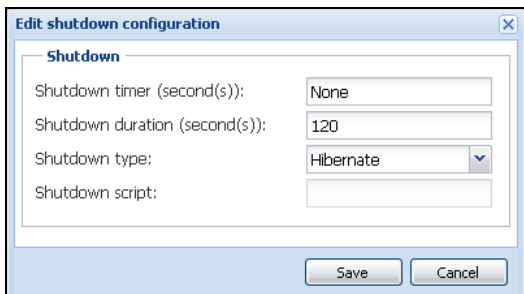 Edit shutdown configuration
Shutdown
Shutdown timer (second(s)): None
Shutdown duration (second(s)): 120
Shutdown type: Hibernate
Shutdown script:
Save Cancel